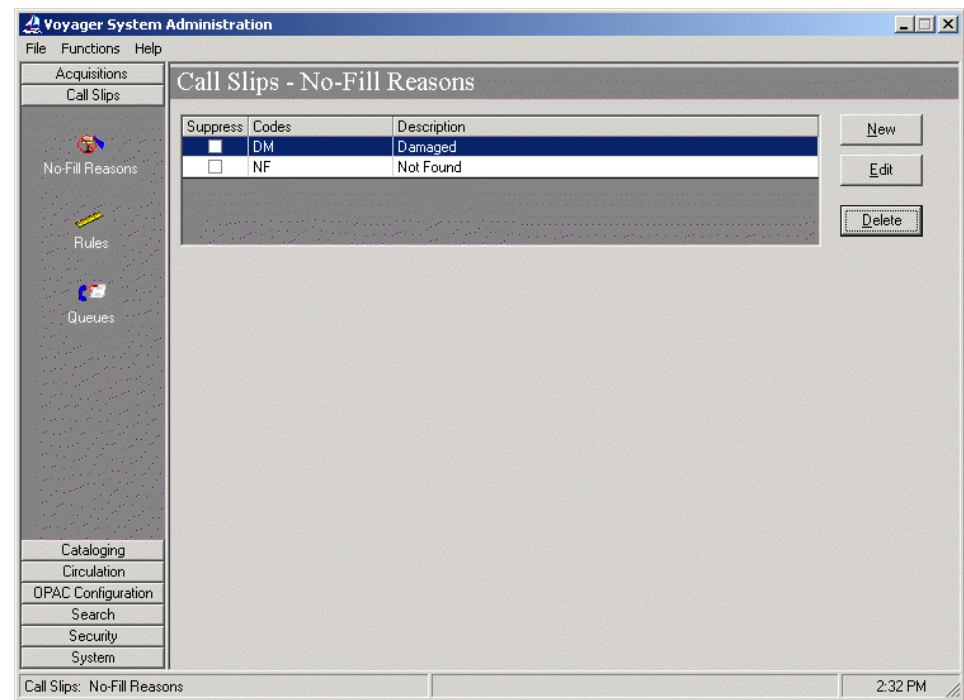 Voyager System Administration
File Functions Help
Acquisitions
Call Slips
No-Fill Reasons
Rules
Queues
Cataloging
Circulation
OPAC Configuration
Search
Security
System
Call Slips - No-Fill Reasons
Suppress Codes Description
DM Damaged
NF Not Found
New
Edit
Delete
Call Slips: No-Fill Reasons
2:32 PM